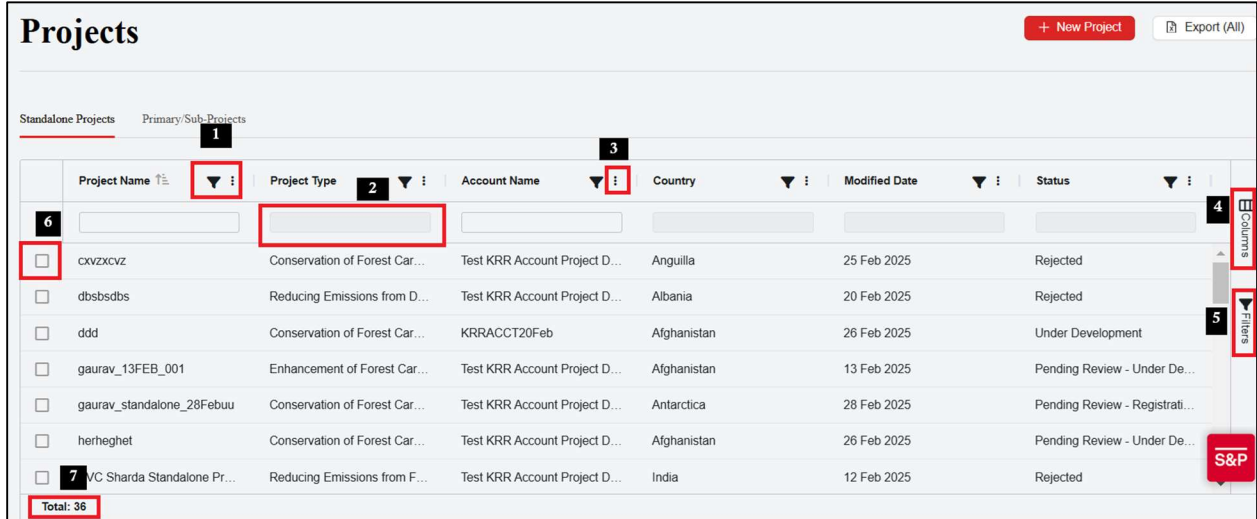 Projects
+ New Project
Export (All)
Standalone Projects Primary/Sub-Projects
1
3
Project Name Project Type Account Name Country Modified Date Status
2
4 Columns
6
cxvzxcvz Conservation of Forest Car... Test KRR Account Project D... Anguilla 25 Feb 2025 Rejected
dbsbsdbs Reducing Emissions from D... Test KRR Account Project D... Albania 20 Feb 2025 Rejected
5 Filters
ddd Conservation of Forest Car... KRRACCT20Feb Afghanistan 26 Feb 2025 Under Development
gaurav_13FEB_001 Enhancement of Forest Car... Test KRR Account Project D... Afghanistan 13 Feb 2025 Pending Review - Under De...
gaurav_standalone_28Febuu Conservation of Forest Car... Test KRR Account Project D... Antarctica 28 Feb 2025 Pending Review - Registrati...
herheghet Conservation of Forest Car... Test KRR Account Project D... Afghanistan 26 Feb 2025 Pending Review - Under De...
S&P
7 VC Sharda Standalone Pr... Reducing Emissions from F... Test KRR Account Project D... India 12 Feb 2025 Rejected
Total: 36